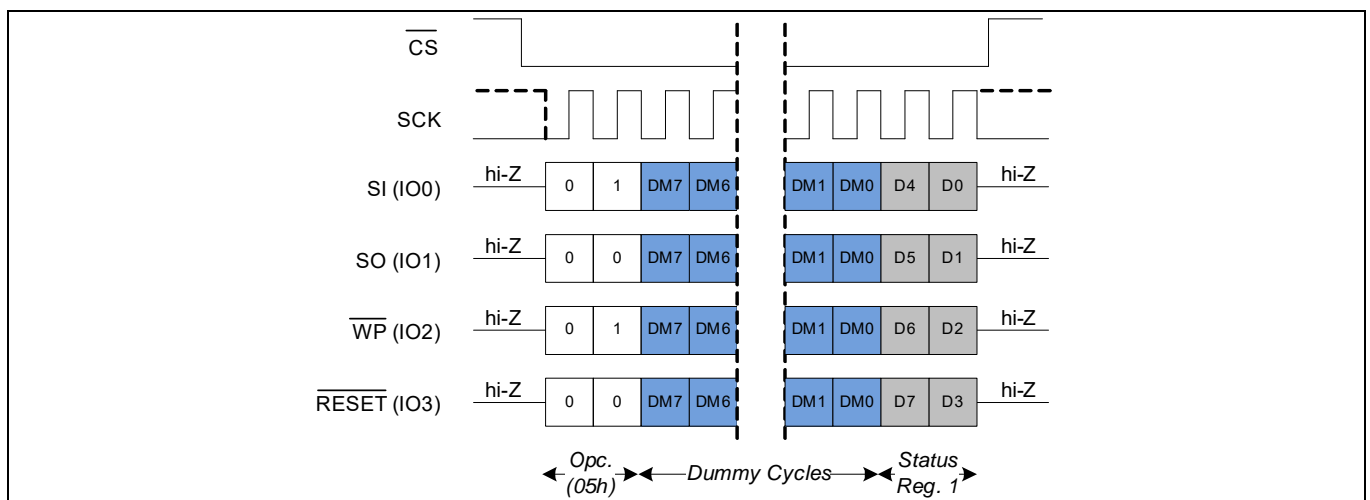 CS
SCK
SI (IO0) hi-Z 0 1 DM7 DM6 DM1 DM0 D4 D0 hi-Z
SO (IO1) hi-Z 0 0 DM7 DM6 DM1 DM0 D5 D1 hi-Z
WP (IO2) hi-Z 0 1 DM7 DM6 DM1 DM0 D6 D2 hi-Z
RESET (IO3) hi-Z 0 0 DM7 DM6 DM1 DM0 D7 D3 hi-Z
Opc. Dummy Cycles Status
(05h) Reg. 1